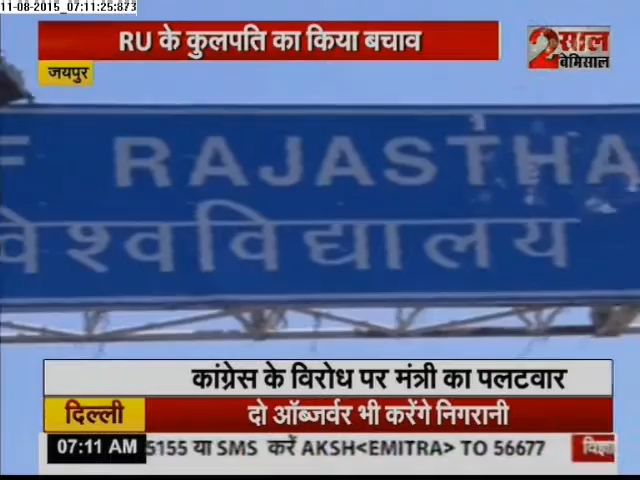 11-08-2015_07:11:25:873
RU के कुलपति का किया बचाव
2 साल
बेमिसाल
जयपुर
F RAJASTHA
वेश्वविद्यालय
कांग्रेस के विरोध पर मंत्री का पलटवार
दिल्ली
दो ऑब्जर्वर भी करेंगे निगरानी
07:11 AM
5155 या SMS करें AKSH<EMITRA> TO 56677